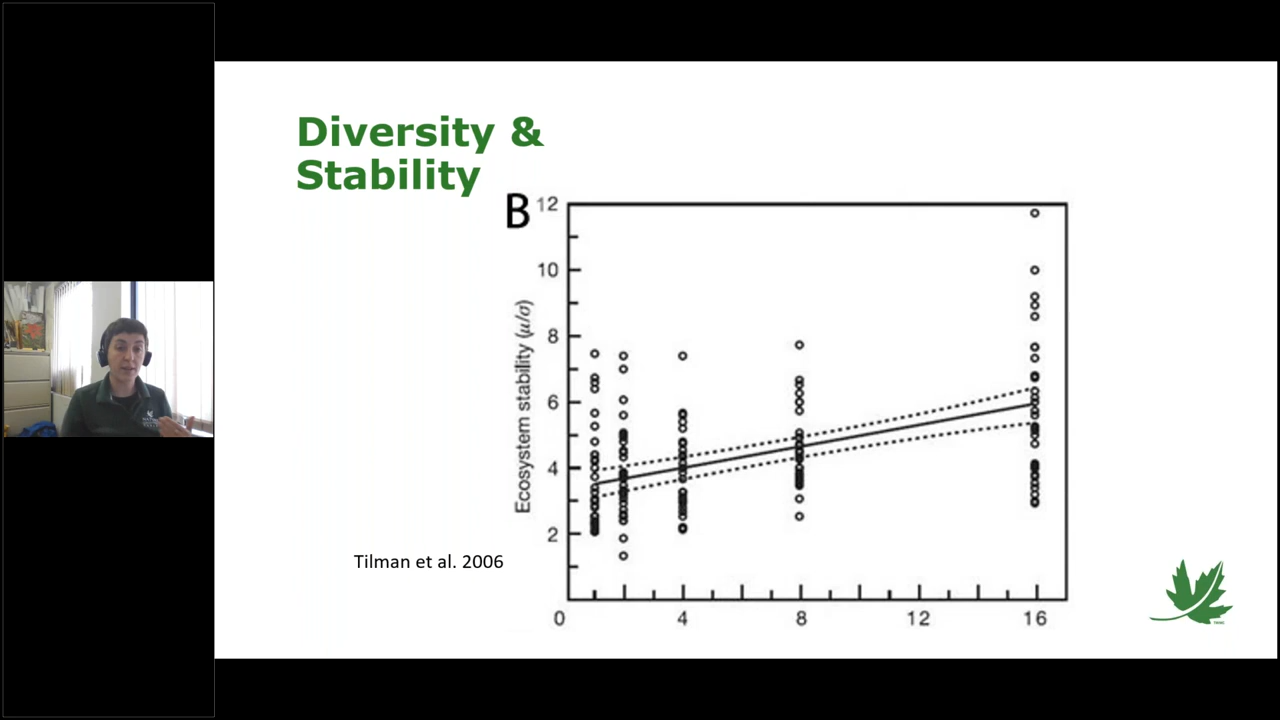 Diversity &
Stability
B
Ecosystem stability (μ/σ)
12
10
8
6
4
2
0
4
8
12
16
Tilman et al. 2006